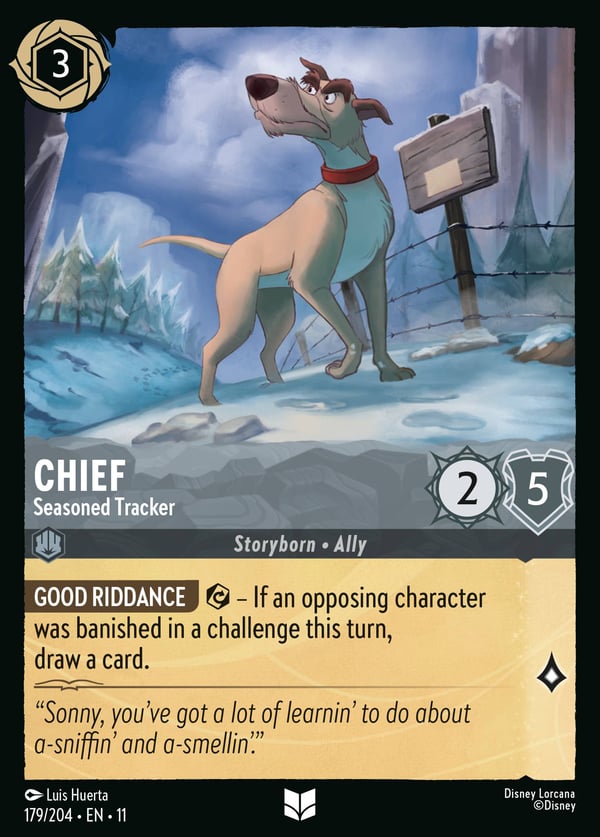 3
CHIEF
Seasoned Tracker
2
5
Storyborn • Ally
GOOD RIDDANCE – If an opposing character
was banished in a challenge this turn,
draw a card.
“Sonny, you’ve got a lot of learnin’ to do about
a-sniffin’ and a-smellin’.”
Luis Huerta
179/204 • EN • 11
Disney Lorcana
©Disney